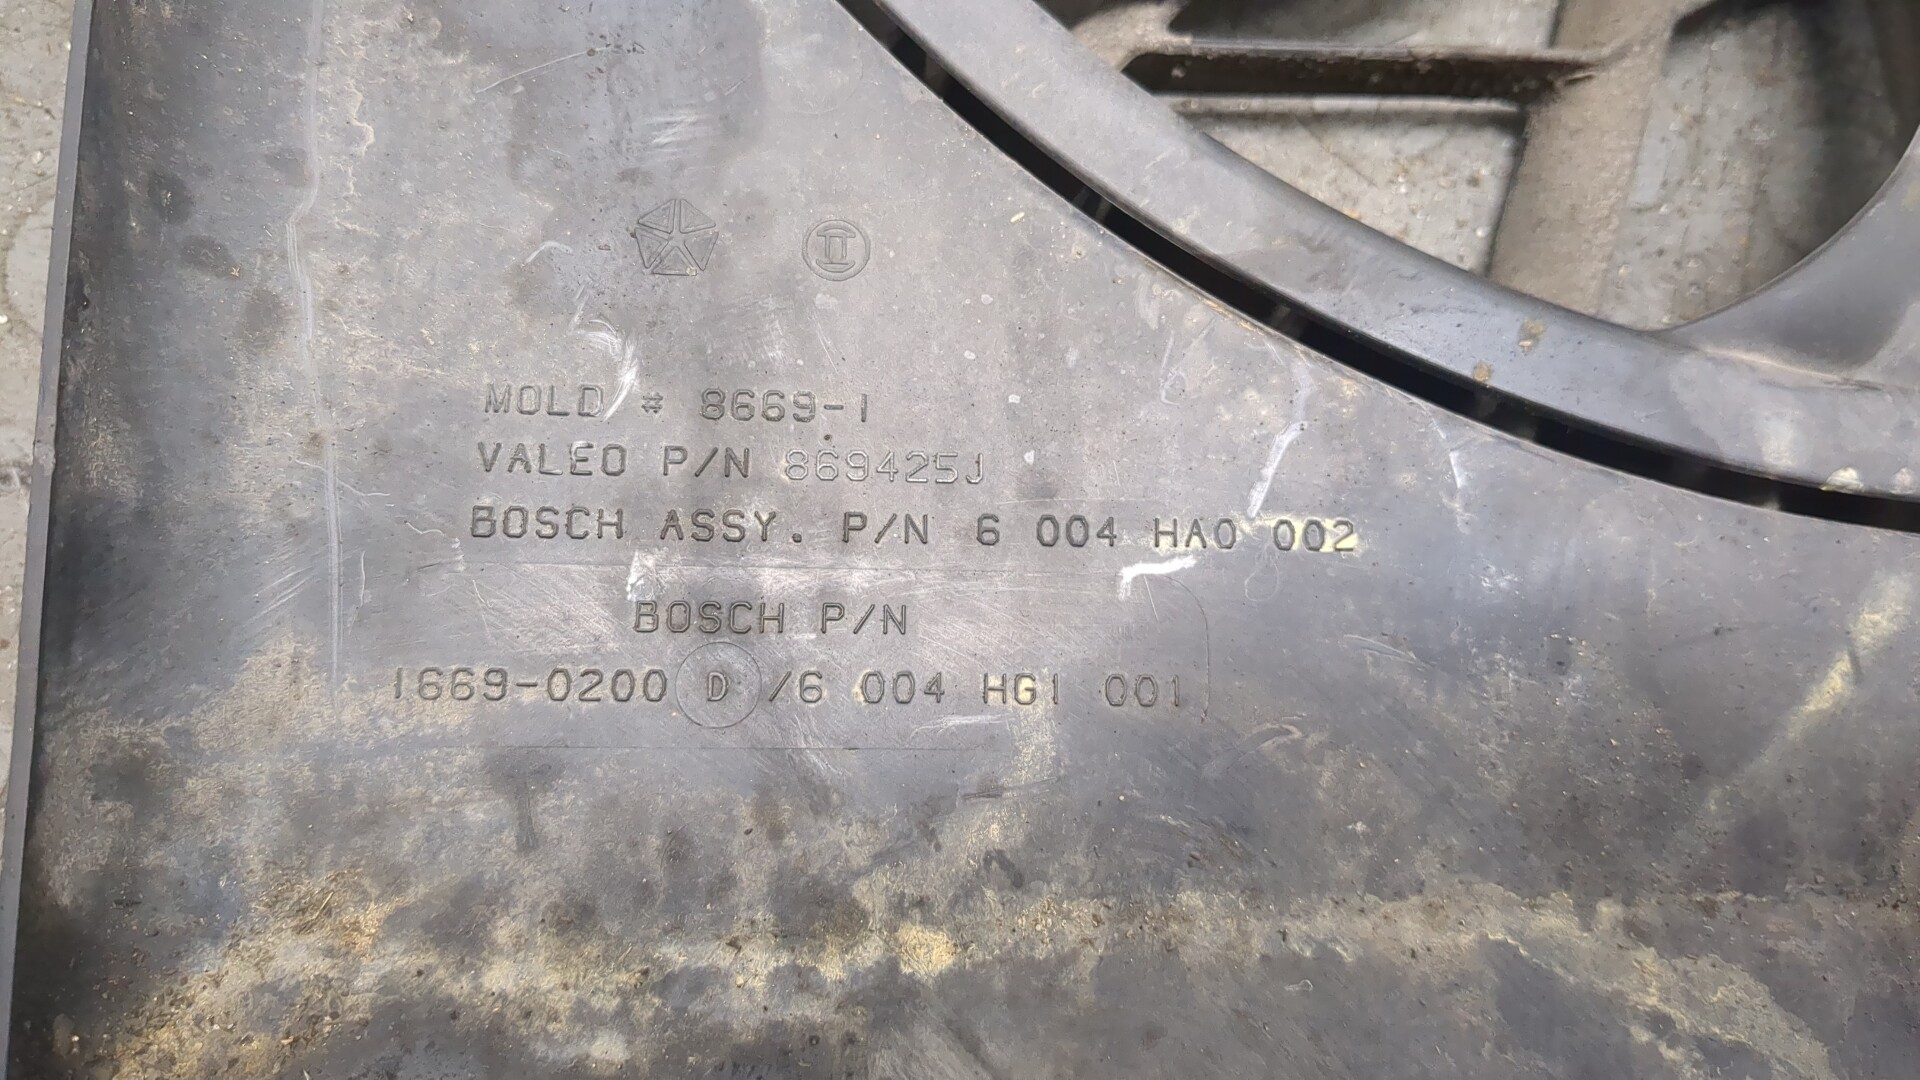 MOLD # 8669-1
VALEO P/N 869425J
BOSCH ASSY. P/N 6 004 HA0 002
BOSCH P/N
1669-0200 D /6 004 HG1 001